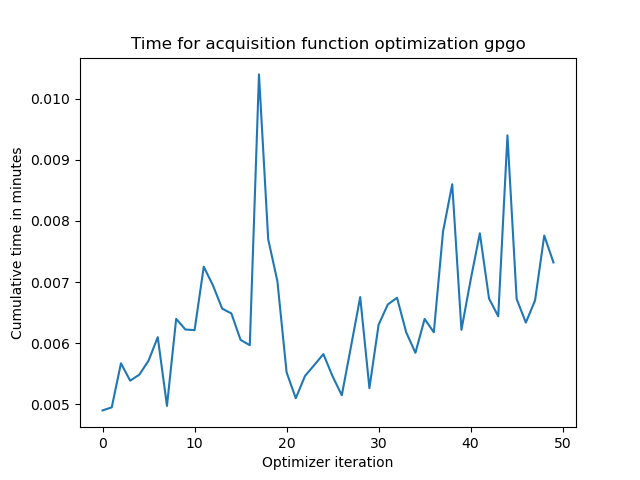 Time for acquisition function optimization gpgo
0.010
0.009
0.008
0.007
0.006
0.005
Cumulative time in minutes
0 10 20 30 40 50
Optimizer iteration